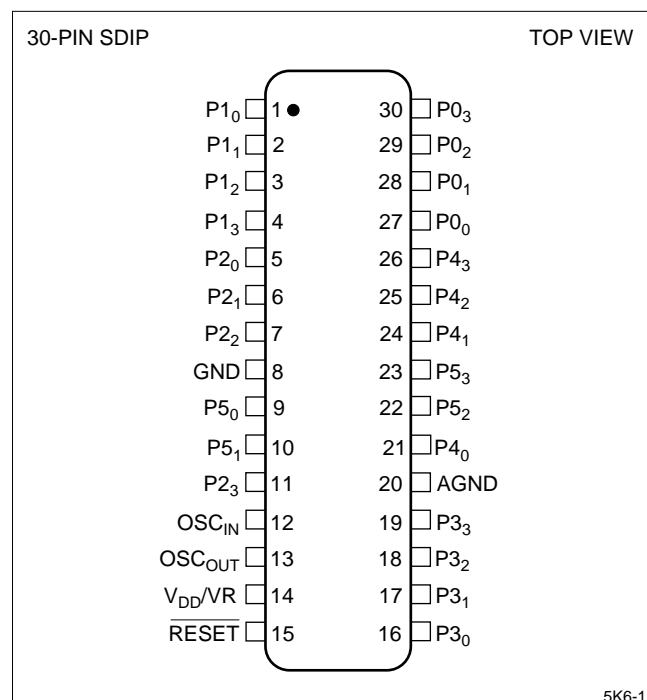 30-PIN SDIP TOP VIEW
P1₀ 1 30 P0₃
P1₁ 2 29 P0₂
P1₂ 3 28 P0₁
P1₃ 4 27 P0₀
P2₀ 5 26 P4₃
P2₁ 6 25 P4₂
P2₂ 7 24 P4₁
GND 8 23 P5₃
P5₀ 9 22 P5₂
P5₁ 10 21 P4₀
P2₃ 11 20 AGND
OSC_IN 12 19 P3₃
OSC_OUT 13 18 P3₂
V_DD/VR 14 17 P3₁
R̅E̅S̅E̅T̅ 15 16 P3₀
5K6-1